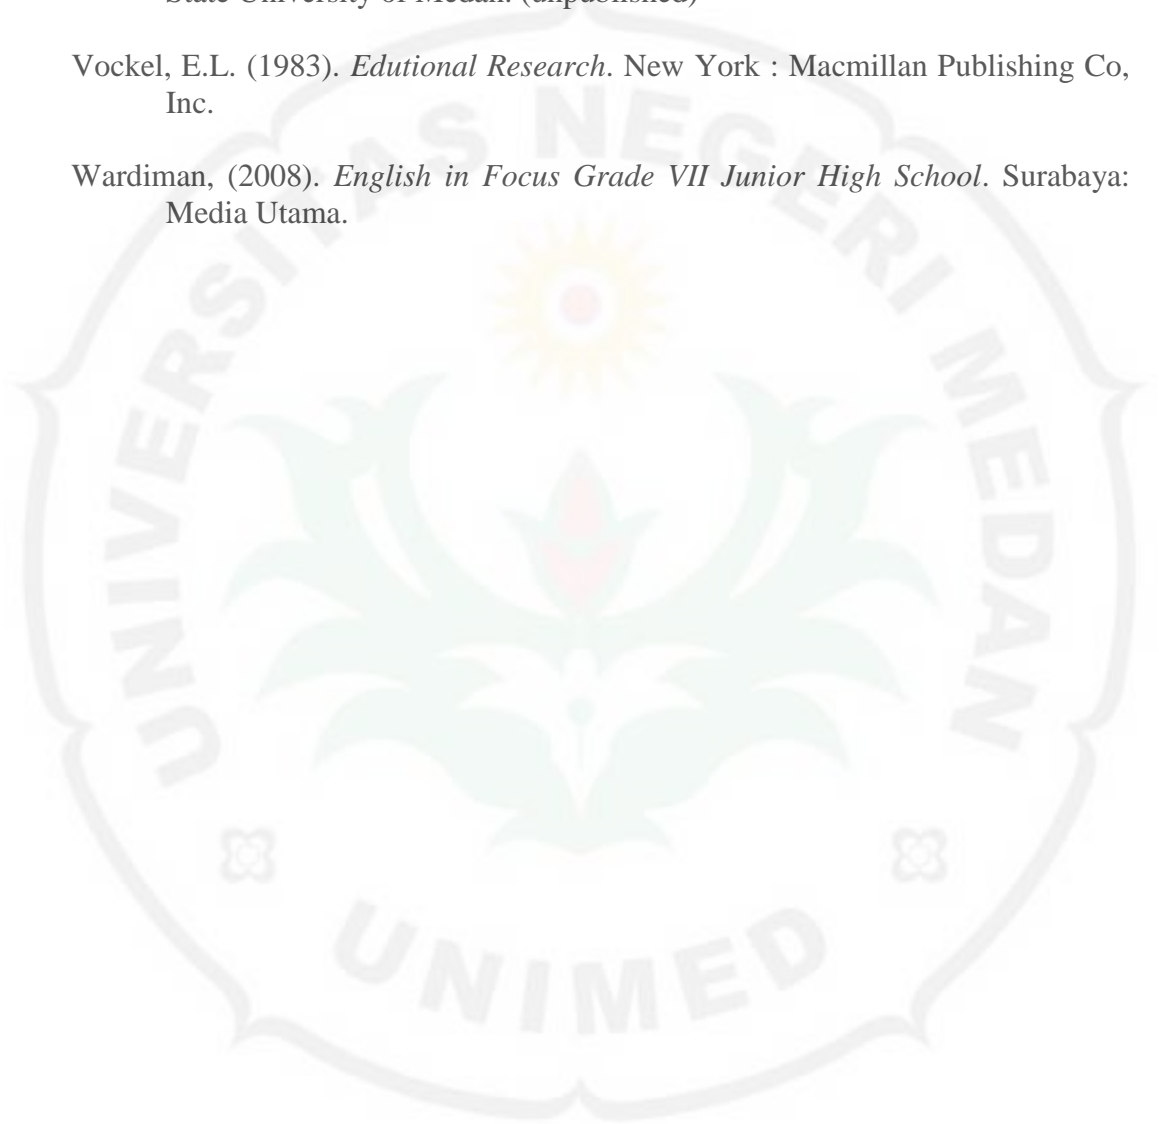 State University of Medan. (unpublished)
Vockel, E.L. (1983). Edutional Research. New York : Macmillan Publishing Co,
Inc.
Wardiman, (2008). English in Focus Grade VII Junior High School. Surabaya:
Media Utama.
UNIVERSITAS NEGERI MEDAN
UNIMED